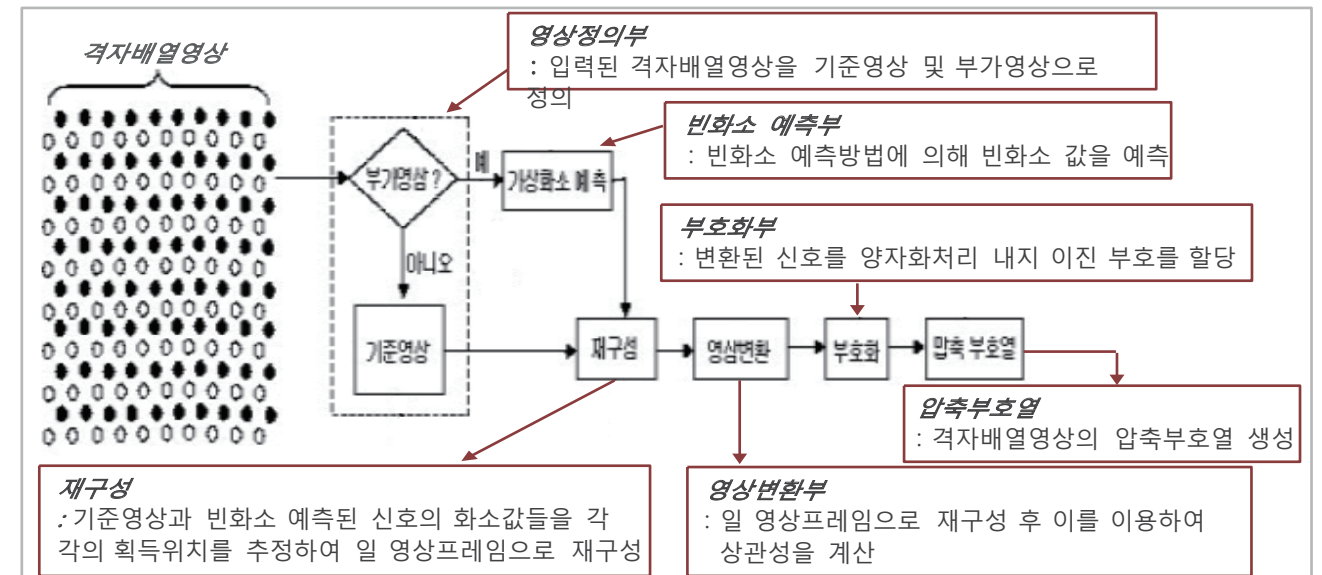 격자배열영상
영상정의부
: 입력된 격자배열영상을 기준영상 및 부가영상으로
정의
빈화소 예측부
: 빈화소 예측방법에 의해 빈화소 값을 예측
부가영상?
예
가상화소 예측
아니오
부호화부
: 변환된 신호를 양자화처리 내지 이진 부호를 할당
기준영상
재구성
영상변환
부호화
압축 부호열
압축부호열
: 격자배열영상의 압축부호열 생성
재구성
: 기준영상과 빈화소 예측된 신호의 화소값들을 각
각의 획득위치를 추정하여 일 영상프레임으로 재구성
영상변환부
: 일 영상프레임으로 재구성 후 이를 이용하여
상관성을 계산